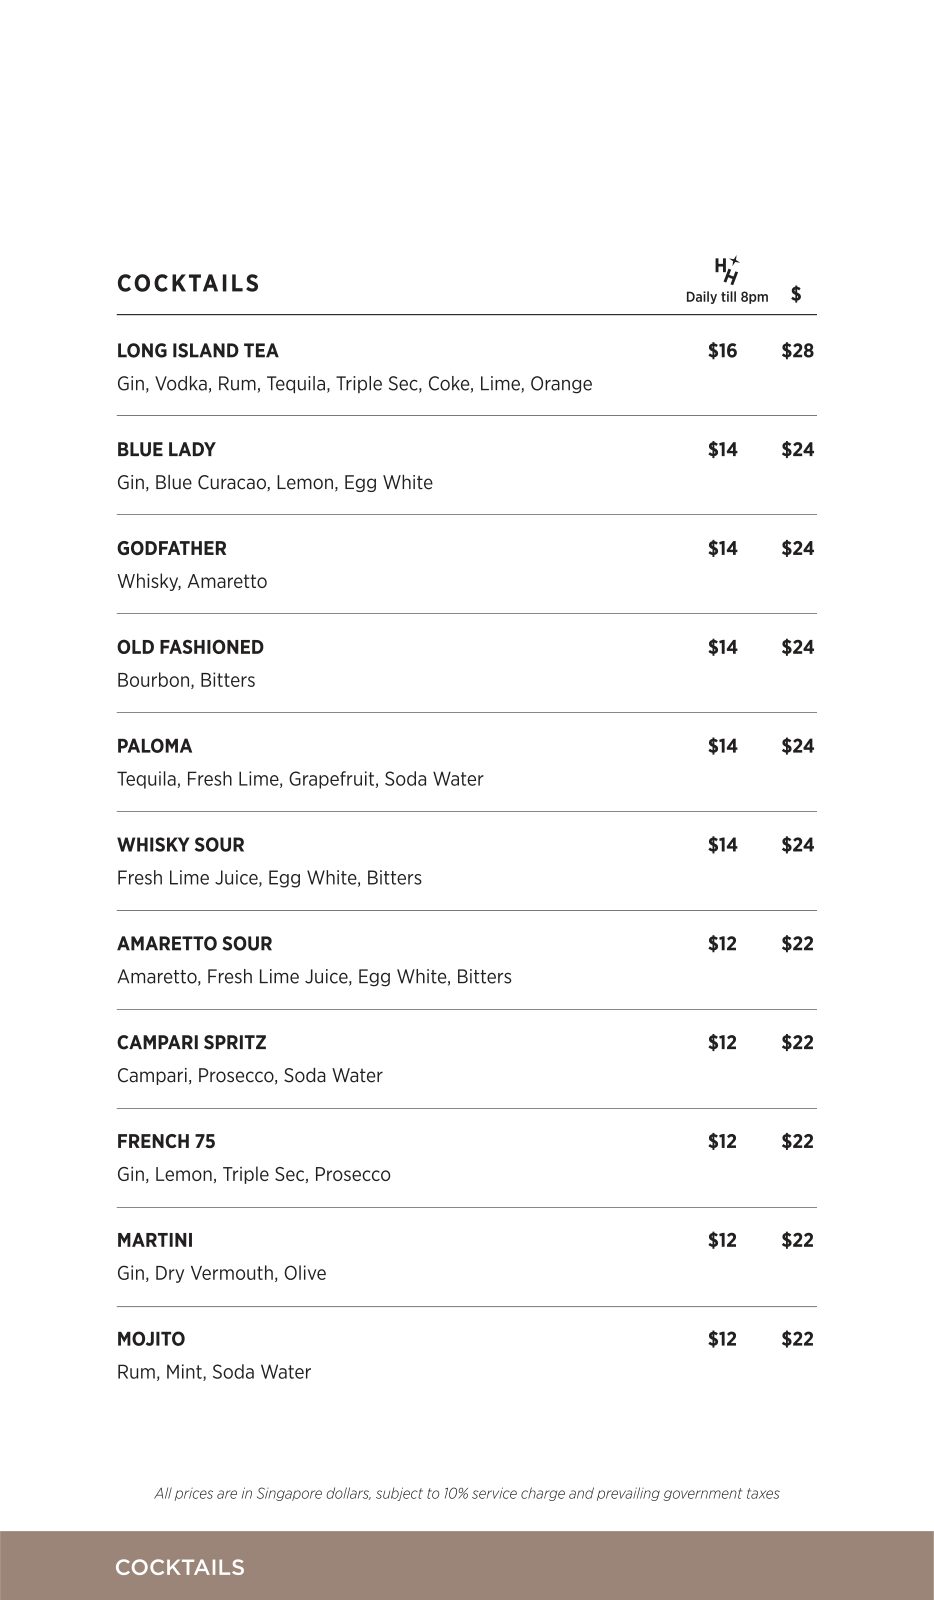 COCKTAILS
HH
Daily till 8pm $
LONG ISLAND TEA $16 $28
Gin, Vodka, Rum, Tequila, Triple Sec, Coke, Lime, Orange
BLUE LADY $14 $24
Gin, Blue Curacao, Lemon, Egg White
GODFATHER $14 $24
Whisky, Amaretto
OLD FASHIONED $14 $24
Bourbon, Bitters
PALOMA $14 $24
Tequila, Fresh Lime, Grapefruit, Soda Water
WHISKY SOUR $14 $24
Fresh Lime Juice, Egg White, Bitters
AMARETTO SOUR $12 $22
Amaretto, Fresh Lime Juice, Egg White, Bitters
CAMPARI SPRITZ $12 $22
Campari, Prosecco, Soda Water
FRENCH 75 $12 $22
Gin, Lemon, Triple Sec, Prosecco
MARTINI $12 $22
Gin, Dry Vermouth, Olive
MOJITO $12 $22
Rum, Mint, Soda Water
All prices are in Singapore dollars, subject to 10% service charge and prevailing government taxes
COCKTAILS